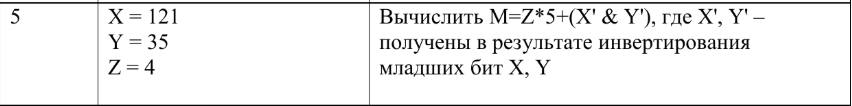 5 X = 121 Вычислить M=Z*5+(X' & Y'), где X', Y' –
Y = 35 получены в результате инвертирования
Z = 4 младших бит X, Y